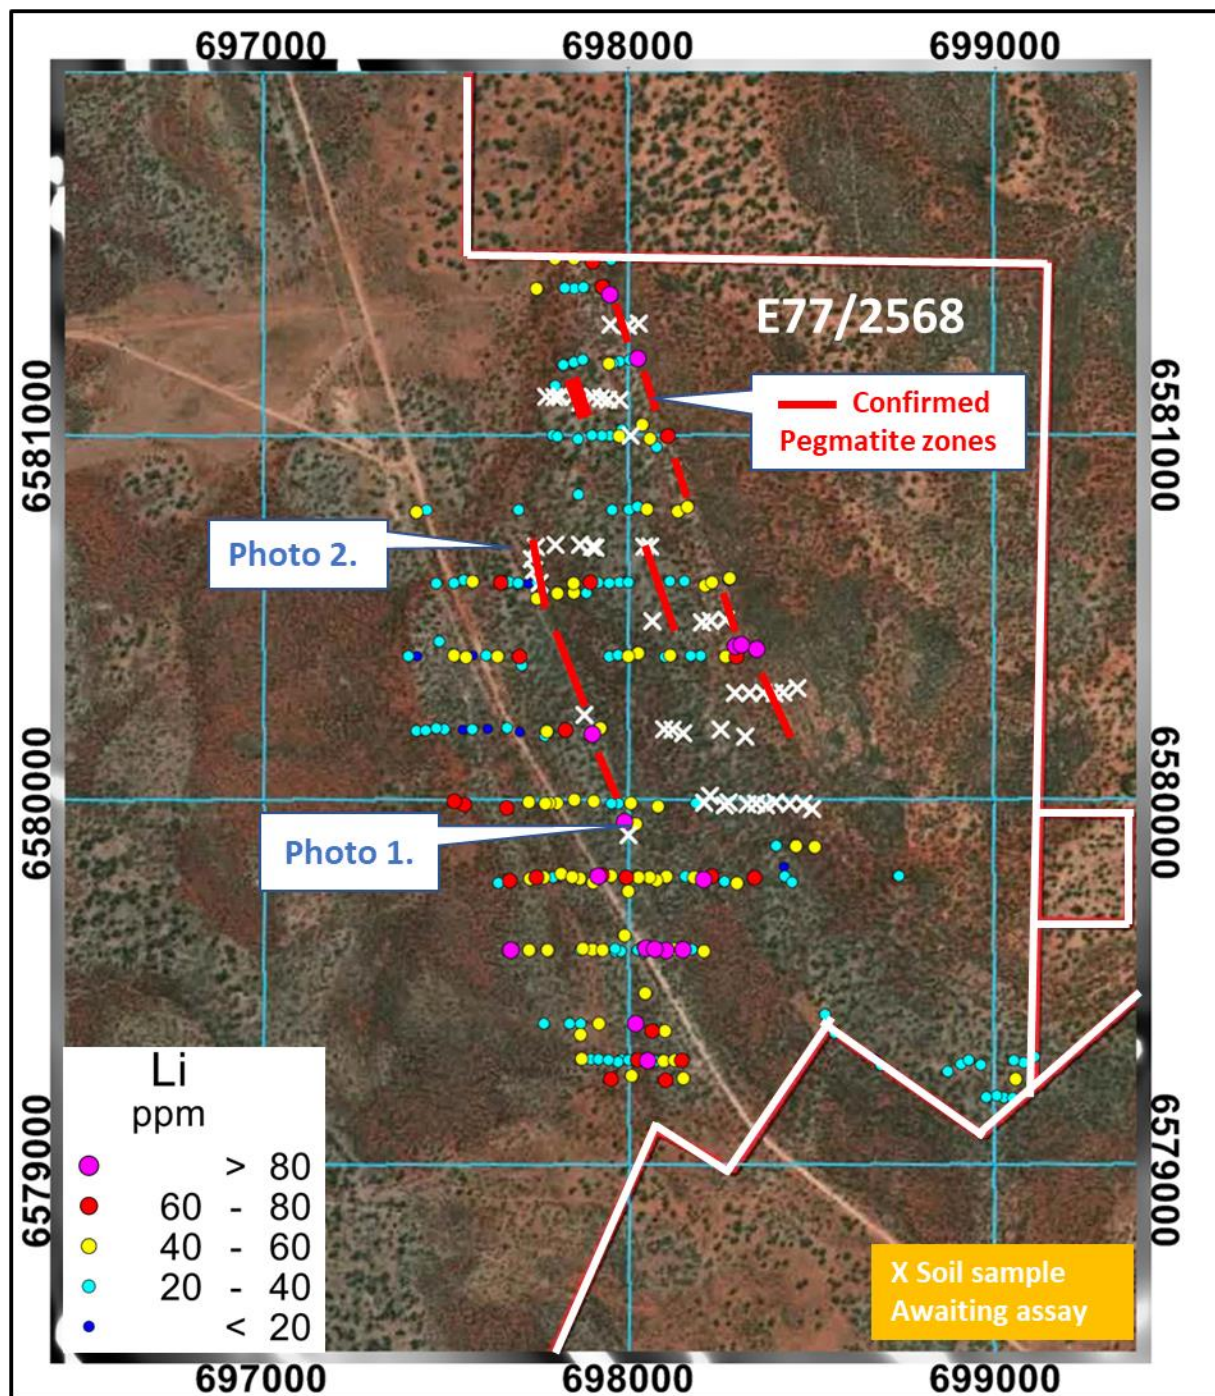 697000 698000 699000
E77/2568
Confirmed
Pegmatite zones
6581000 6581000
Photo 2.
6580000 6580000
Photo 1.
Li
ppm
> 80
60 - 80
40 - 60
20 - 40
< 20
6579000 6579000
X Soil sample
Awaiting assay
697000 698000 699000